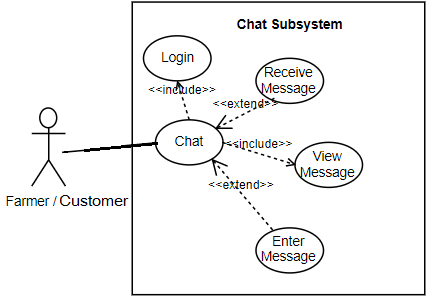 Chat Subsystem
Login
Receive
Message
<<include>>
<<extend>>
Chat
<<include>>
View
Message
<<extend>>
Farmer / Customer
Enter
Message